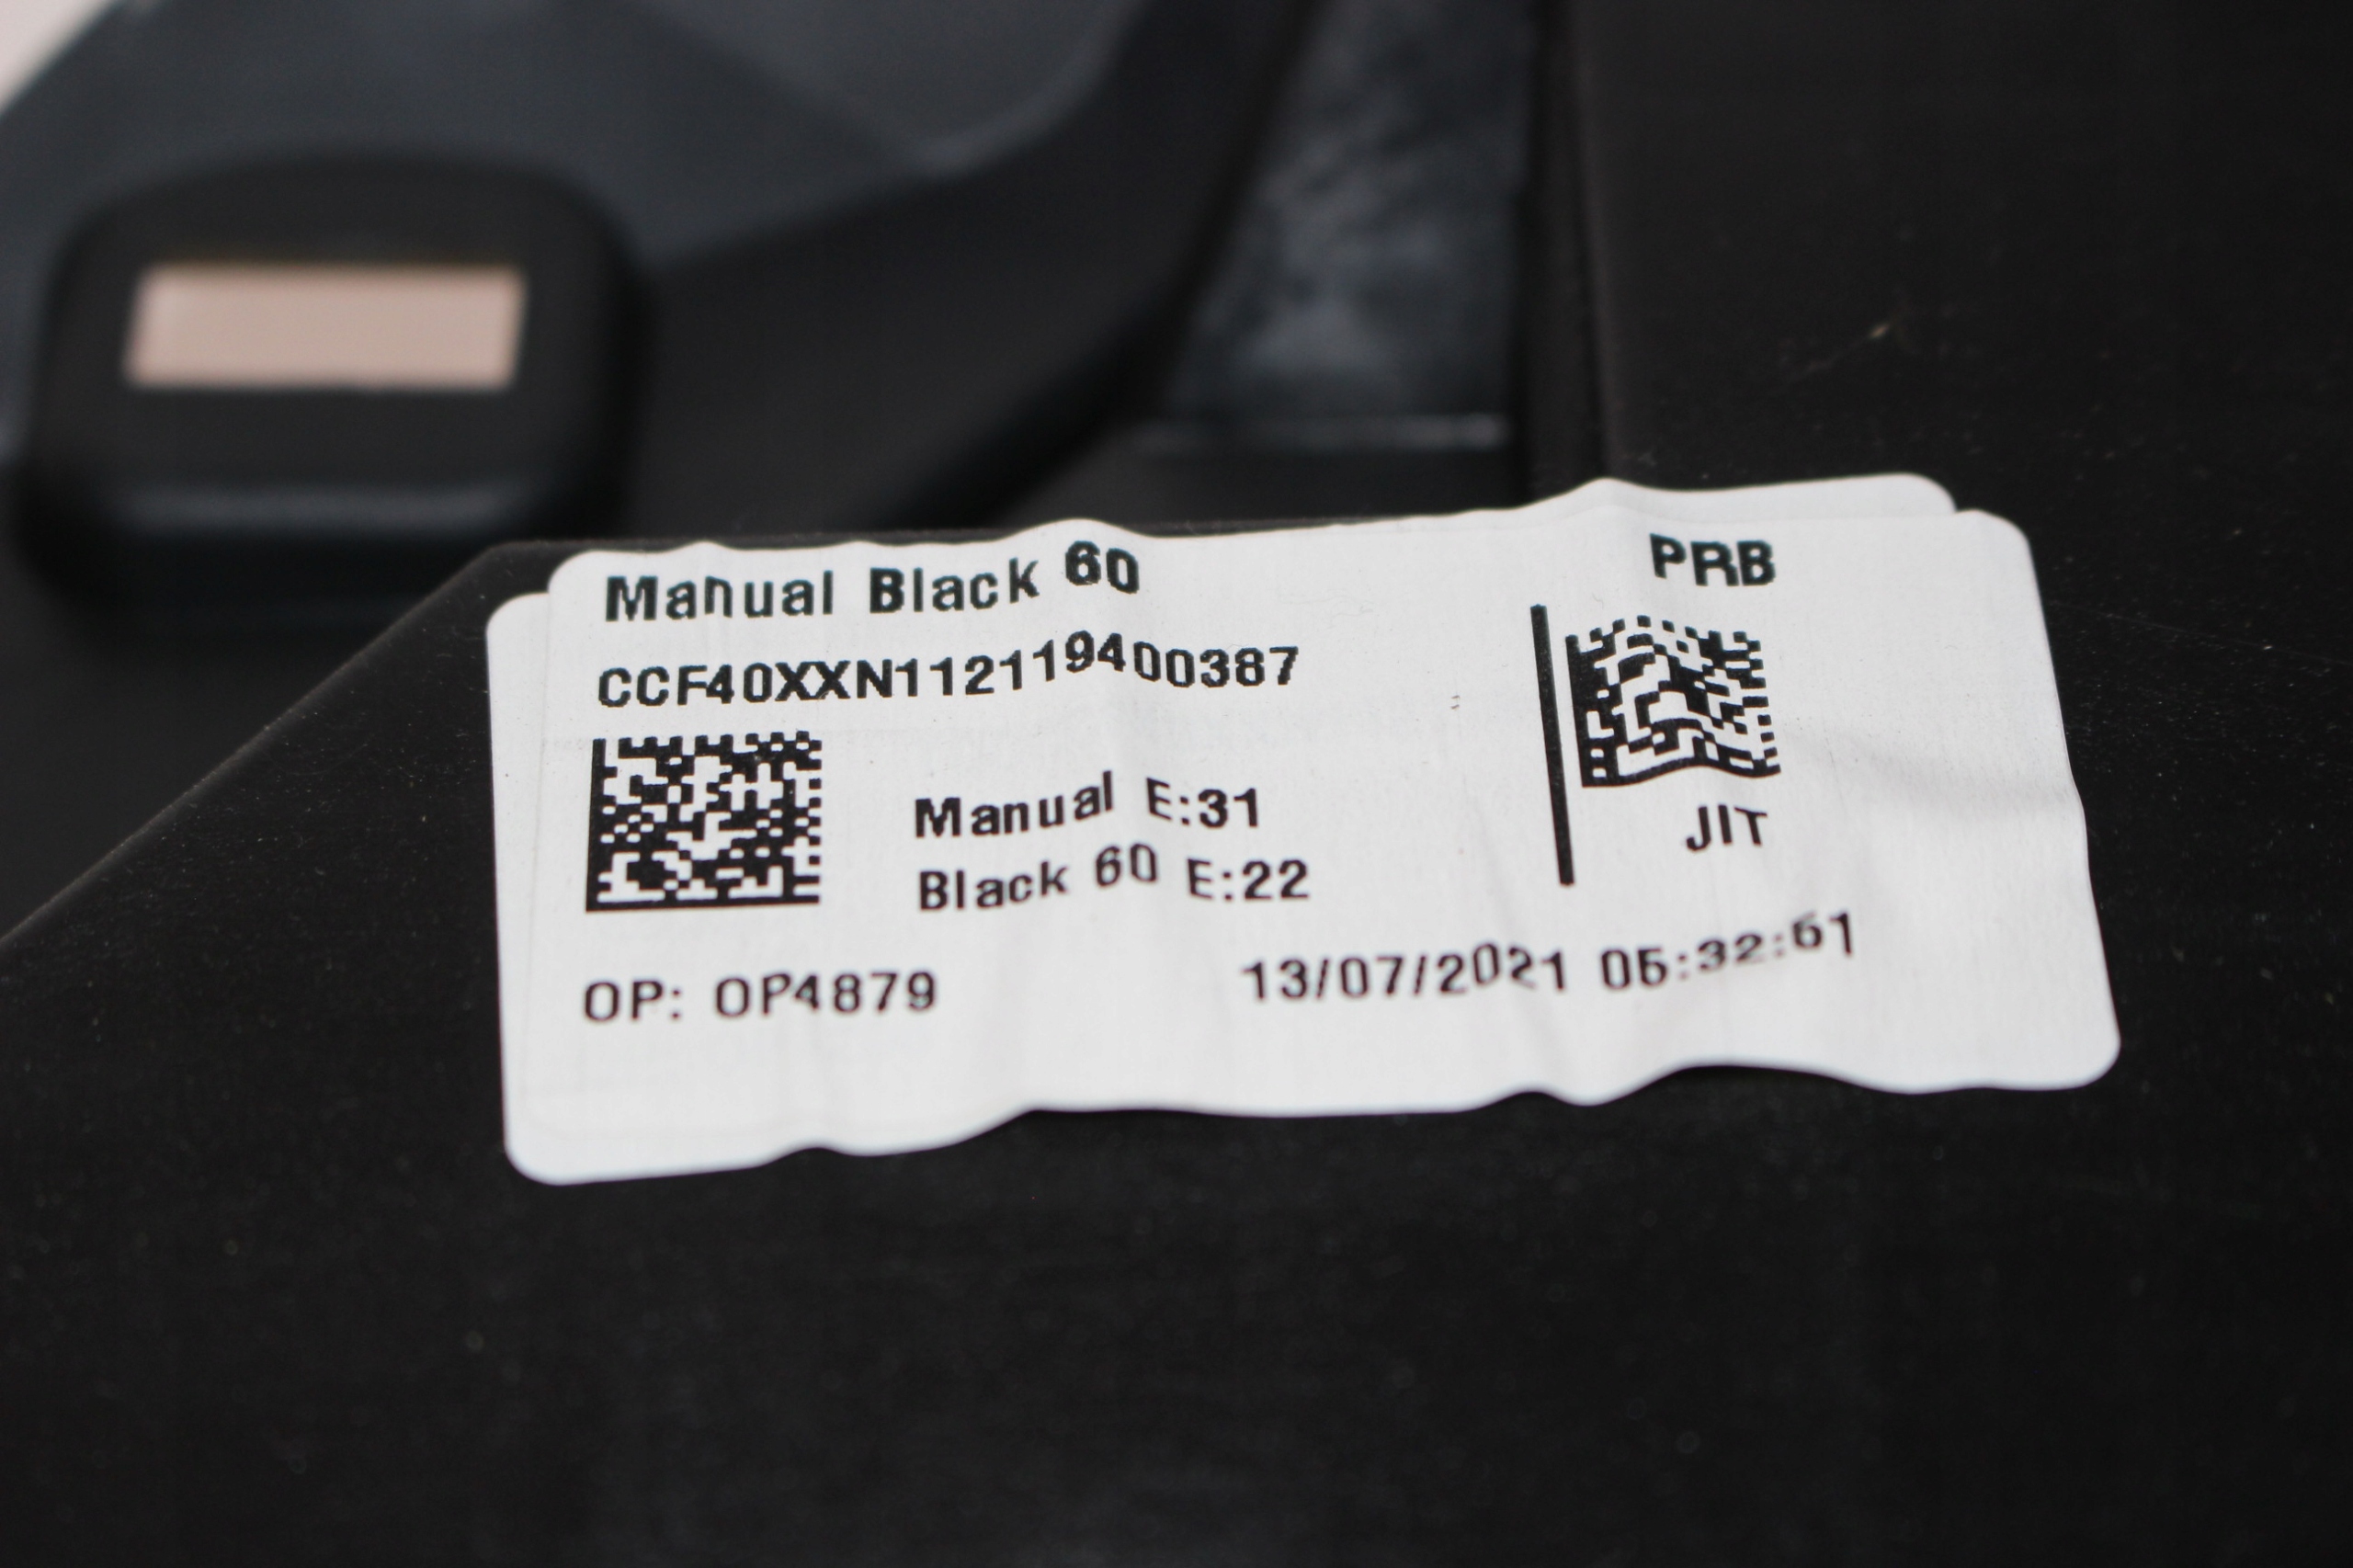 Manual Black 60
PRB
CCF40XXN112119400387
Manual E:31
Black 60 E:22
JIT
OP: OP4879
13/07/2021 05:32:51